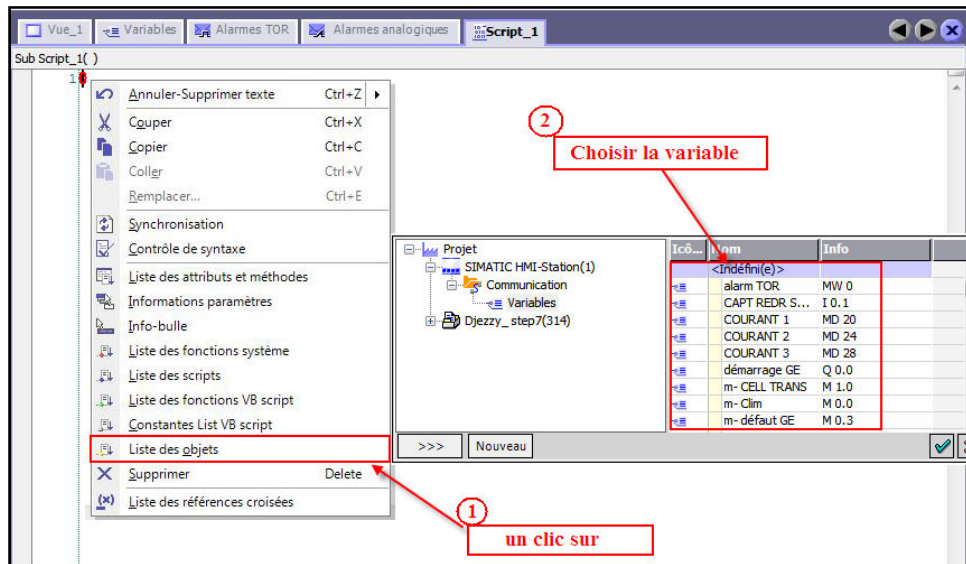 Vue_1 Variables Alarmes TOR Alarmes analogiques Script_1
Sub Script_1( )
1
Annuler-Supprimer texte Ctrl+Z
Couper Ctrl+X
Copier Ctrl+C
Coller Ctrl+V
Remplacer... Ctrl+E
Synchronisation
Contrôle de syntaxe
Liste des attributs et méthodes
Informations paramètres
Info-bulle
Liste des fonctions système
Liste des scripts
Liste des fonctions VB script
Constantes List VB script
Liste des objets
Supprimer Delete
Liste des références croisées
2
Choisir la variable
Projet
SIMATIC HMI-Station(1)
Communication
Variables
Djezzy_ step7(314)
Icô... Nom Info
<Indéfini(e)>
alarm TOR MW 0
CAPT REDR S... I 0.1
COURANT 1 MD 20
COURANT 2 MD 24
COURANT 3 MD 28
démarrage GE Q 0.0
m- CELL TRANS M 1.0
m- Clim M 0.0
m- défaut GE M 0.3
>>> Nouveau
1
un clic sur